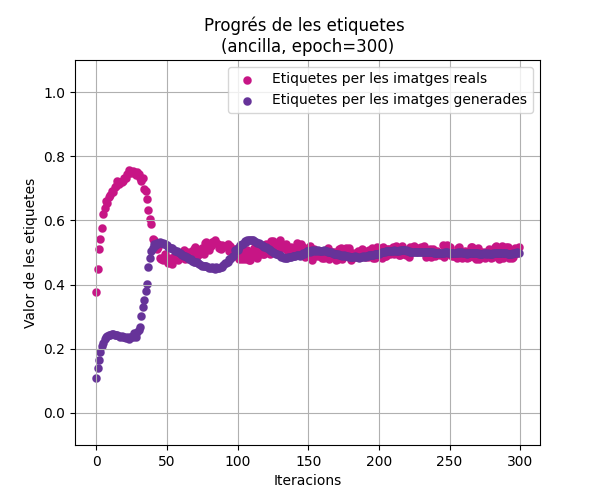 Progrés de les etiquetes
(ancilla, epoch=300)
Etiquetes per les imatges reals
Etiquetes per les imatges generades
Valor de les etiquetes
1.0
0.8
0.6
0.4
0.2
0.0
0 50 100 150 200 250 300
Iteracions